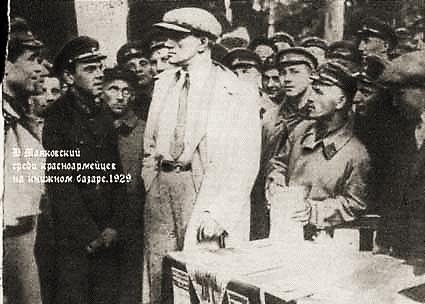 В Маяковский
среди красноармейцев
на книжном базаре.1929